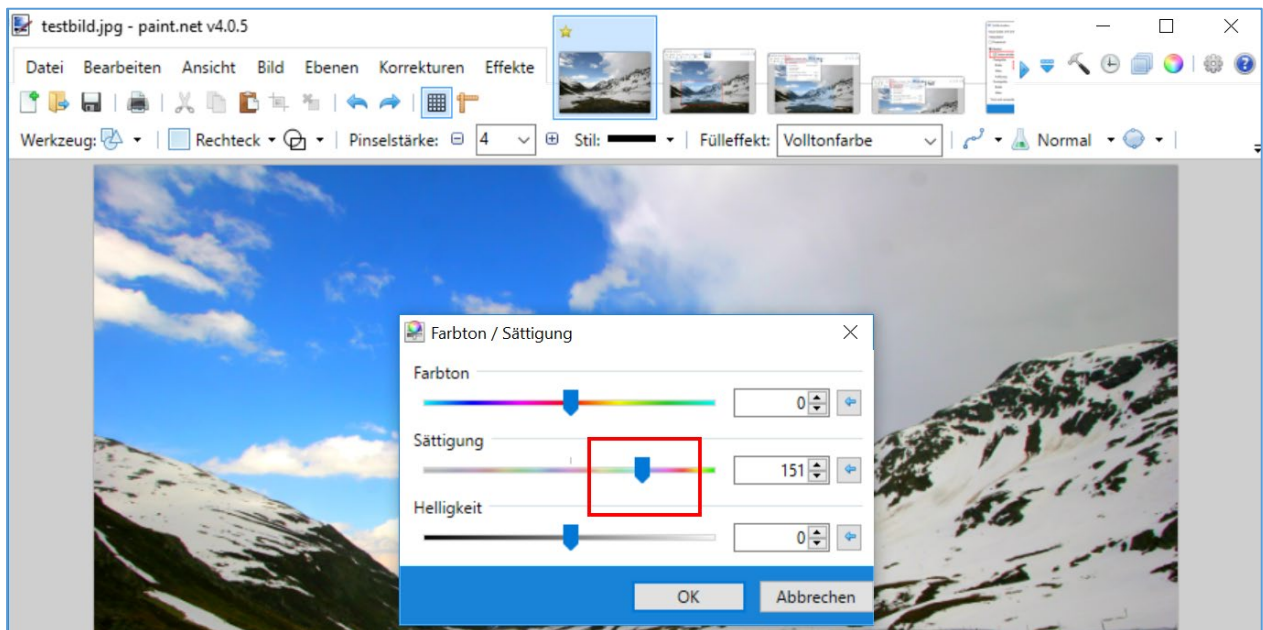 testbild.jpg - paint.net v4.0.5
Datei Bearbeiten Ansicht Bild Ebenen Korrekturen Effekte
Werkzeug: Rechteck Pinselstärke: 4 Stil: Fülleffekt: Volltonfarbe Normal
Farbton / Sättigung
Farbton
0
Sättigung
151
Helligkeit
0
OK Abbrechen